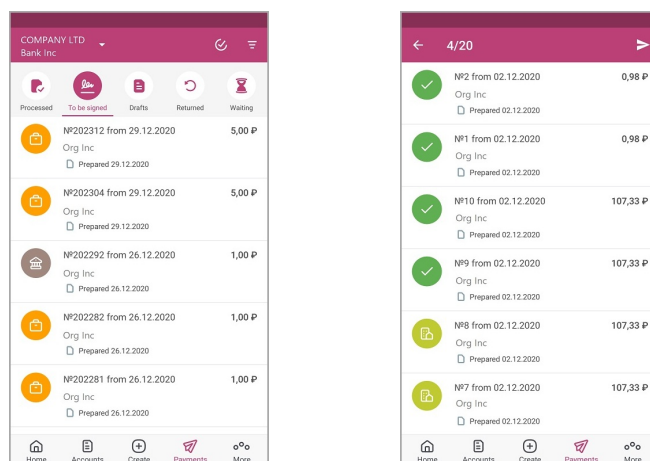 COMPANY LTD
Bank Inc
Processed To be signed Drafts Returned Waiting
№202312 from 29.12.2020 5,00 ₽
Org Inc
Prepared 29.12.2020
№202304 from 29.12.2020 5,00 ₽
Org Inc
Prepared 29.12.2020
№202292 from 26.12.2020 1,00 ₽
Org Inc
Prepared 26.12.2020
№202282 from 26.12.2020 1,00 ₽
Org Inc
Prepared 26.12.2020
№202281 from 26.12.2020 1,00 ₽
Org Inc
Prepared 26.12.2020
Home Accounts Create Payments More
4/20
№2 from 02.12.2020 0,98 ₽
Org Inc
Prepared 02.12.2020
№1 from 02.12.2020 0,98 ₽
Org Inc
Prepared 02.12.2020
№10 from 02.12.2020 107,33 ₽
Org Inc
Prepared 02.12.2020
№9 from 02.12.2020 107,33 ₽
Org Inc
Prepared 02.12.2020
№8 from 02.12.2020 107,33 ₽
Org Inc
Prepared 02.12.2020
№7 from 02.12.2020 107,33 ₽
Org Inc
Prepared 02.12.2020
Home Accounts Create Payments More